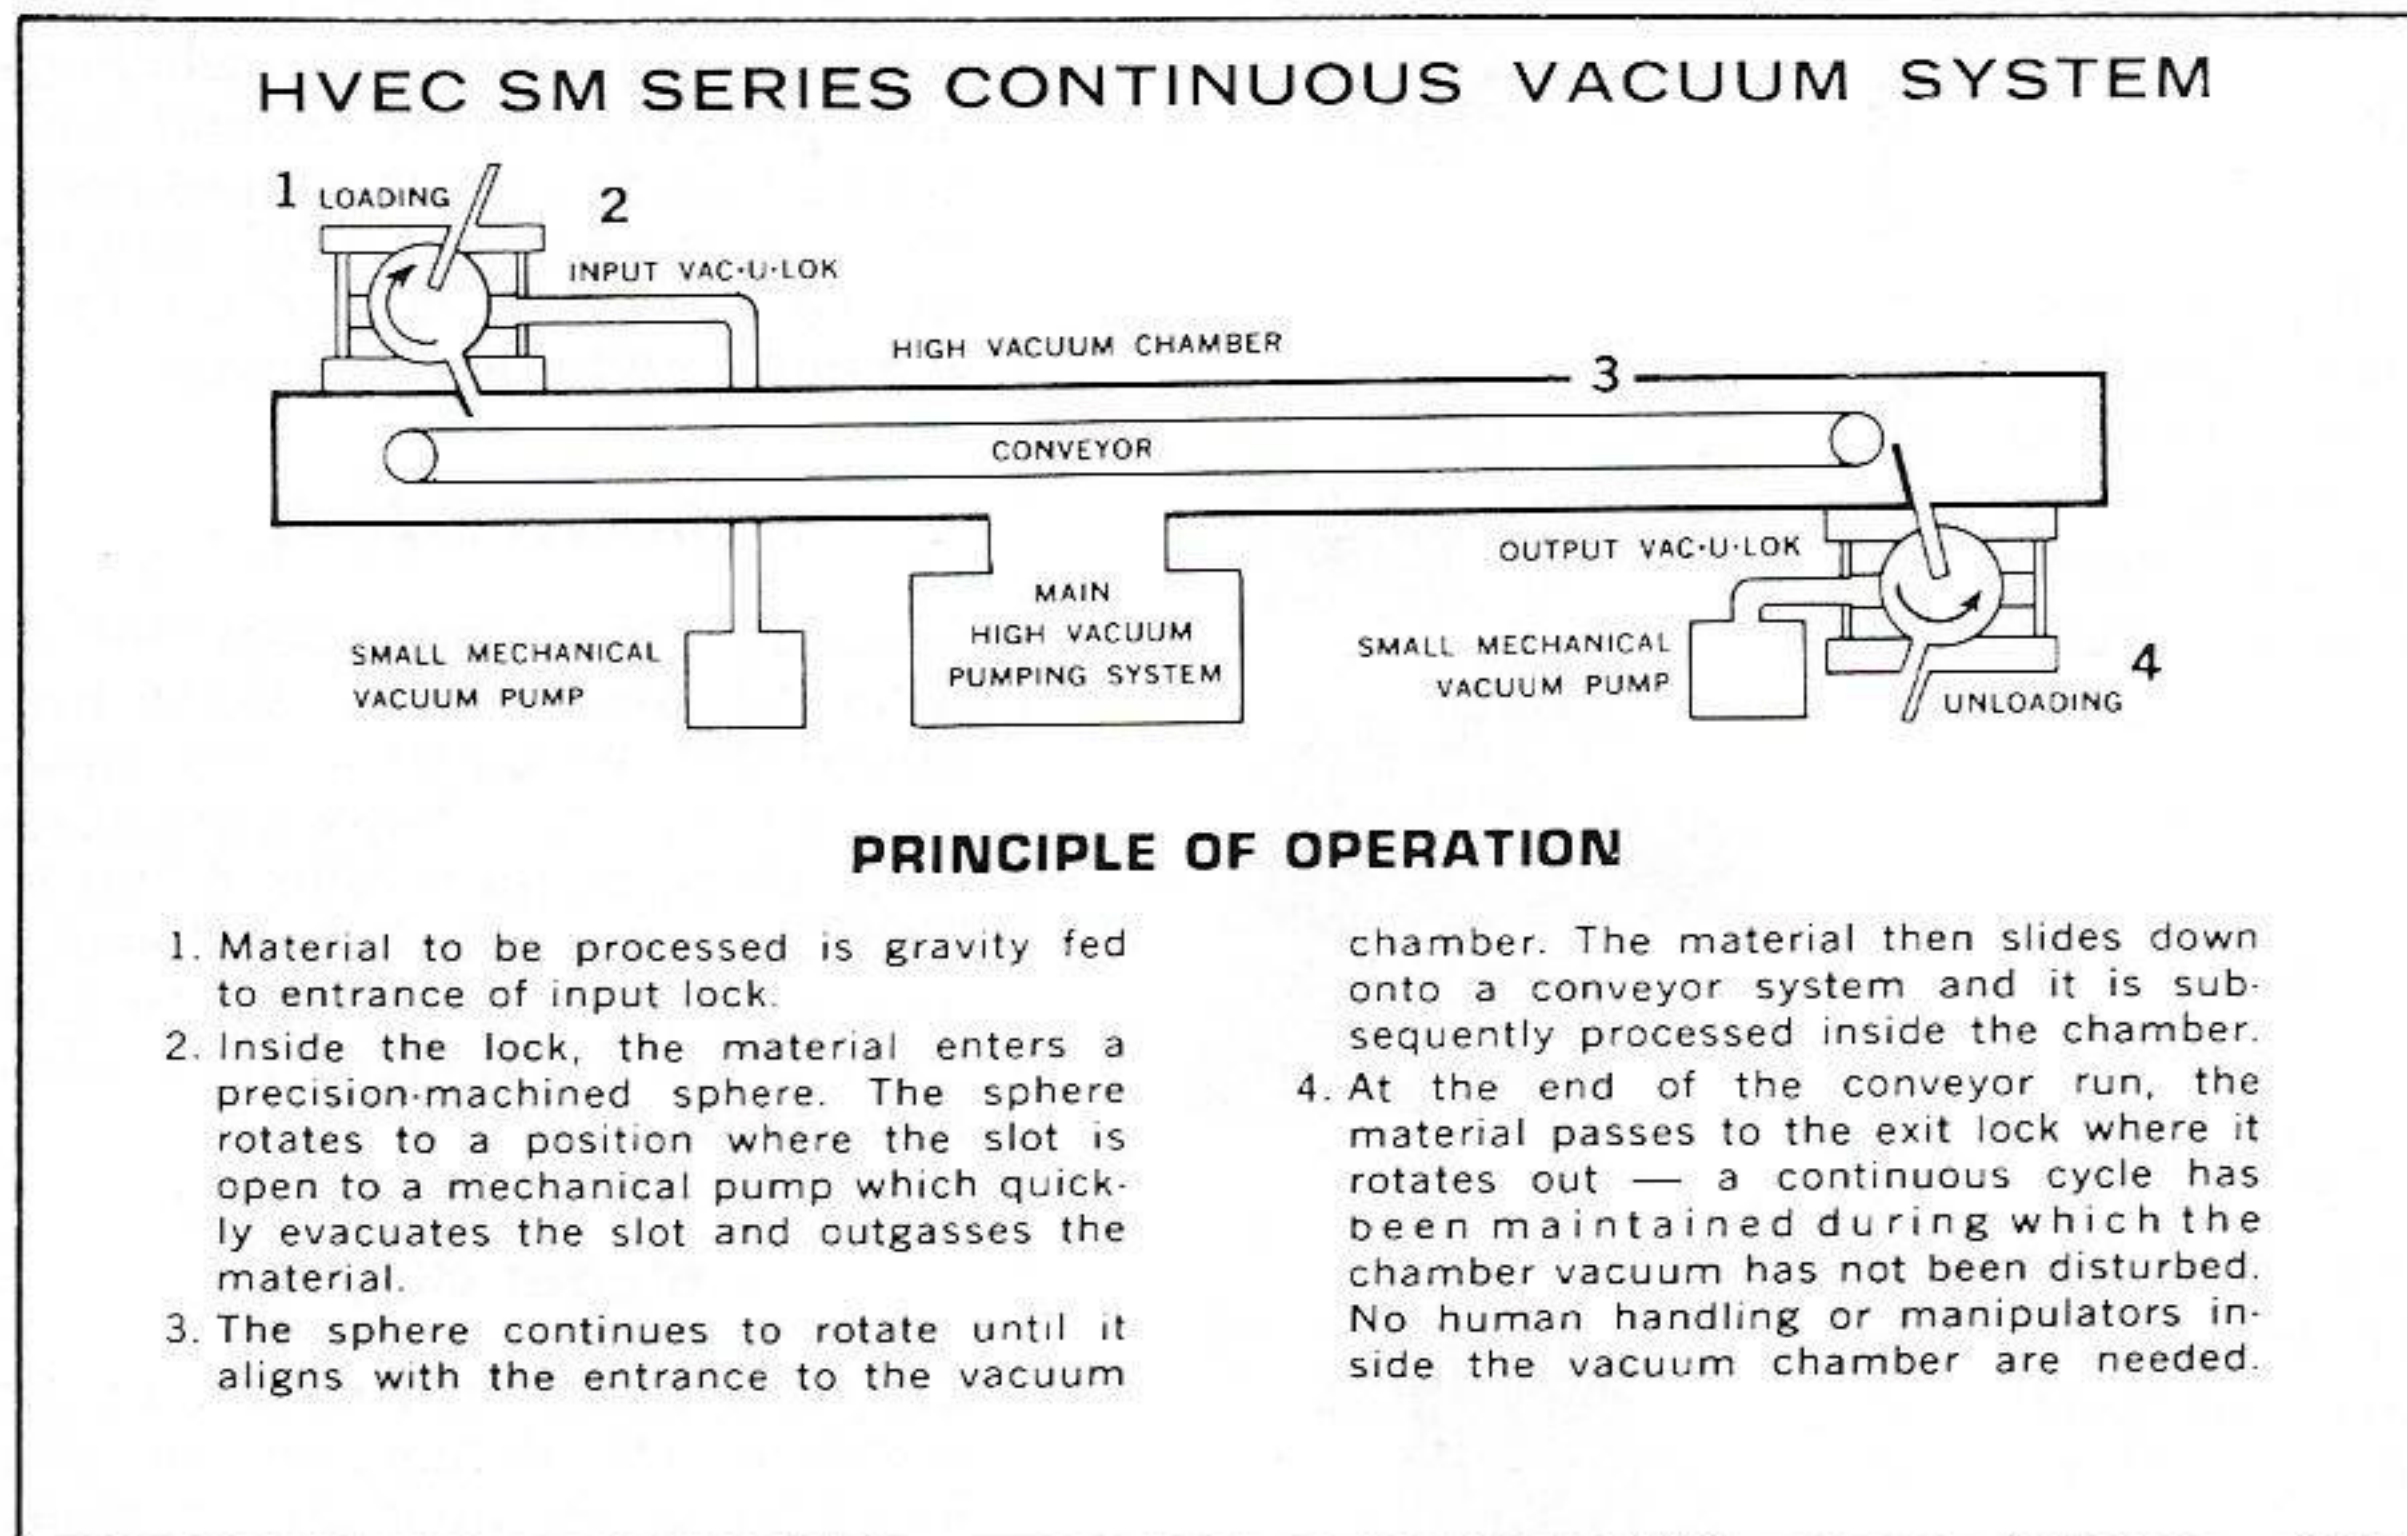 HVEC SM SERIES CONTINUOUS VACUUM SYSTEM
1 LOADING
2
INPUT VAC·U·LOK
HIGH VACUUM CHAMBER
3
CONVEYOR
OUTPUT VAC·U·LOK
MAIN
HIGH VACUUM
PUMPING SYSTEM
SMALL MECHANICAL
VACUUM PUMP
SMALL MECHANICAL
VACUUM PUMP
4
UNLOADING
PRINCIPLE OF OPERATION
1. Material to be processed is gravity fed
to entrance of input lock.
2. Inside the lock, the material enters a
precision-machined sphere. The sphere
rotates to a position where the slot is
open to a mechanical pump which quick-
ly evacuates the slot and outgasses the
material.
3. The sphere continues to rotate until it
aligns with the entrance to the vacuum
chamber. The material then slides down
onto a conveyor system and it is sub-
sequently processed inside the chamber.
4. At the end of the conveyor run, the
material passes to the exit lock where it
rotates out — a continuous cycle has
been maintained during which the
chamber vacuum has not been disturbed.
No human handling or manipulators in-
side the vacuum chamber are needed.